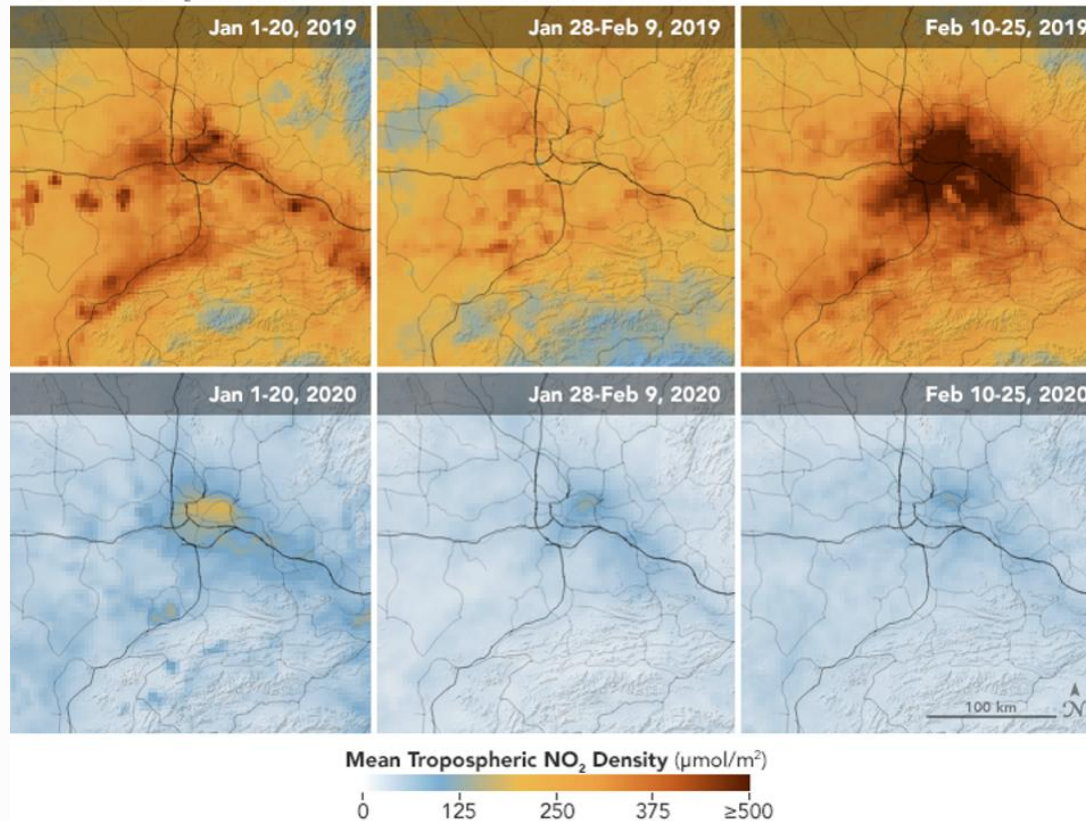 Jan 1-20, 2019
Jan 28-Feb 9, 2019
Feb 10-25, 2019
Jan 1-20, 2020
Jan 28-Feb 9, 2020
Feb 10-25, 2020
100 km
N
Mean Tropospheric NO₂ Density (μmol/m²)
0 125 250 375 ≥500